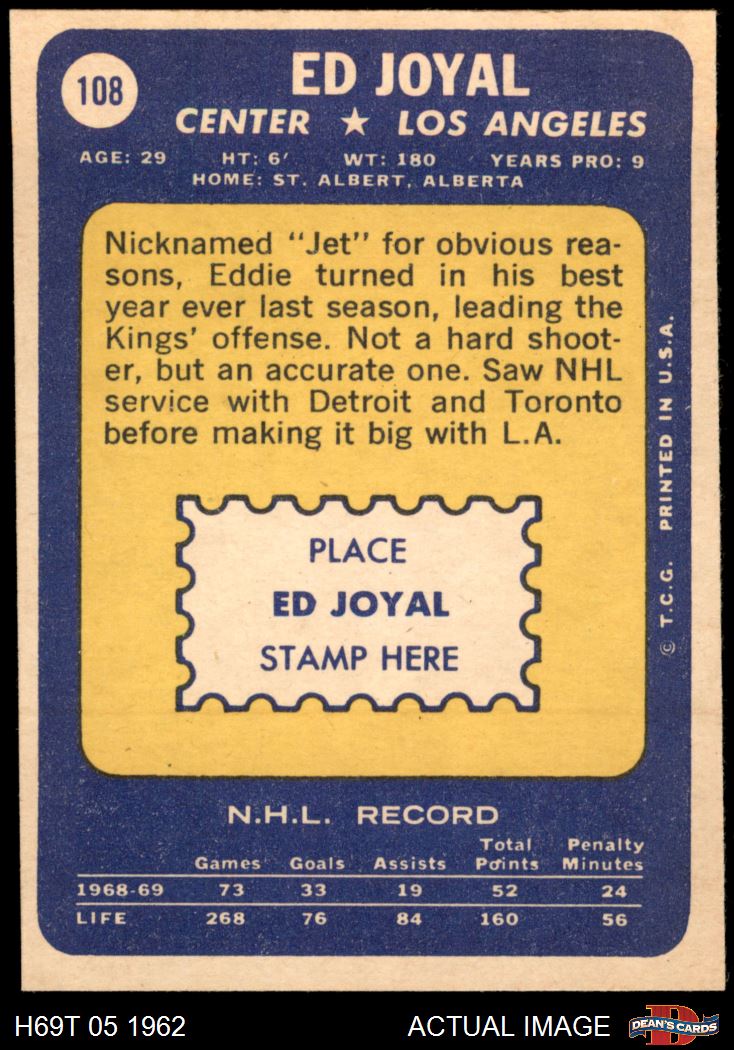 108
ED JOYAL
CENTER ★ LOS ANGELES
AGE: 29 HT: 6' WT: 180 YEARS PRO: 9
HOME: ST. ALBERT, ALBERTA
Nicknamed "Jet" for obvious rea-
sons, Eddie turned in his best
year ever last season, leading the
Kings' offense. Not a hard shoot-
er, but an accurate one. Saw NHL
service with Detroit and Toronto
before making it big with L.A.
PLACE
ED JOYAL
STAMP HERE
© T.C.G. PRINTED IN U.S.A.
N.H.L. RECORD
Games Goals Assists Total Points Penalty Minutes
1968-69 73 33 19 52 24
LIFE 268 76 84 160 56
H69T 05 1962 ACTUAL IMAGE
DEAN'S CARDS